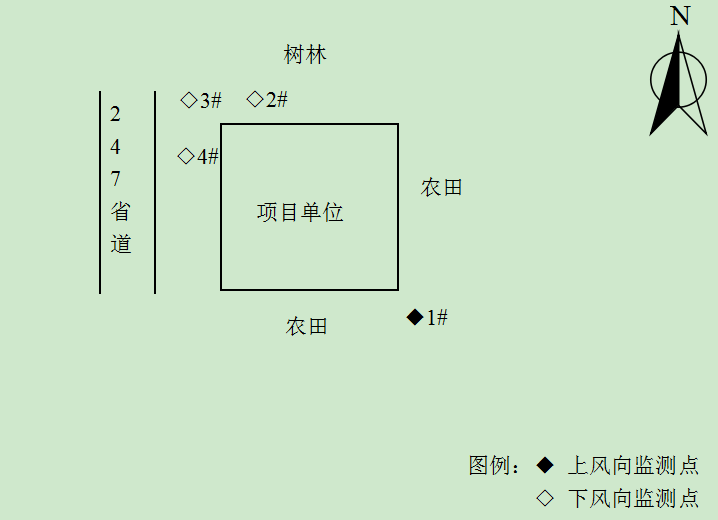 N
树林
◇3# ◇2#
247省道
◇4#
农田
项目单位
农田
◆1#
图例：◆ 上风向监测点
◇ 下风向监测点